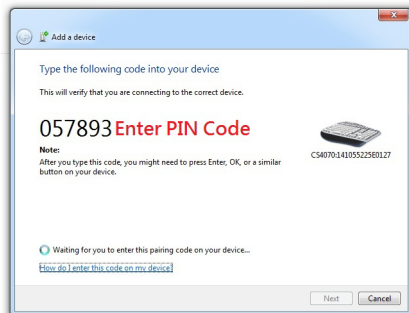 Add a device
Type the following code into your device
This will verify that you are connecting to the correct device.
057893 Enter PIN Code
Note:
After you type this code, you might need to press Enter, OK, or a similar
button on your device.
CS4070:141055225E0127
Waiting for you to enter this pairing code on your device...
How do I enter this code on my device?
Next
Cancel